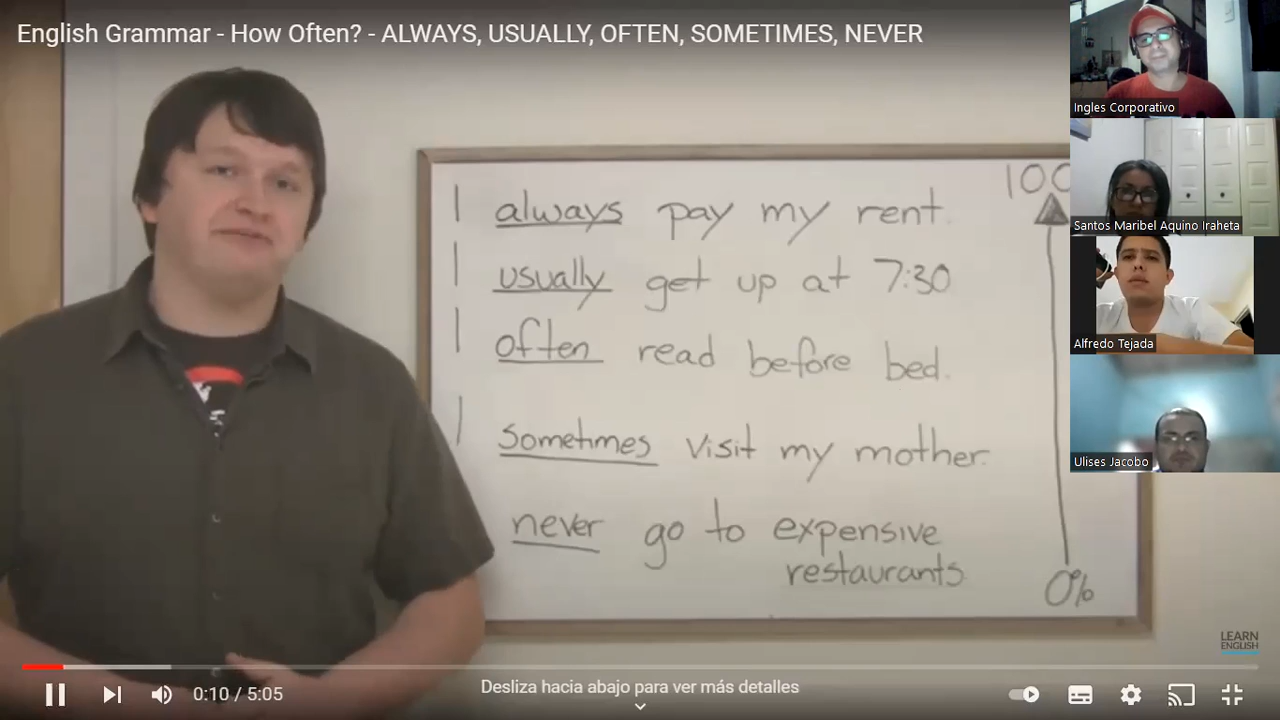 English Grammar - How Often? - ALWAYS, USUALLY, OFTEN, SOMETIMES, NEVER
Ingles Corporativo
Santos Maribel Aquino Iraheta
Alfredo Tejada
Ulises Jacobo
100
I always pay my rent.
I usually get up at 7:30
I often read before bed.
I sometimes visit my mother.
never go to expensive
restaurants
0%
LEARN
ENGLISH
0:10 / 5:05
Desliza hacia abajo para ver más detalles